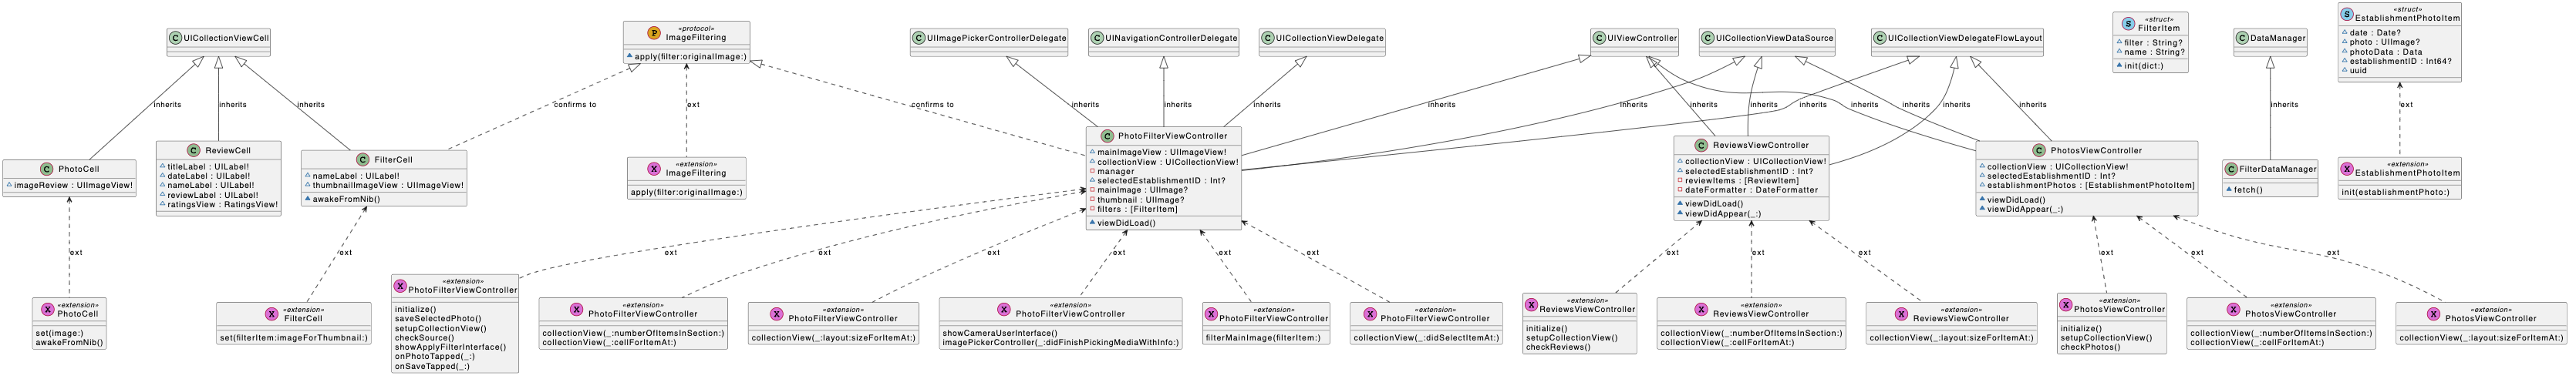 C UICollectionViewCell
«protocol»
P ImageFiltering
apply(filter:originalImage:)
C UIImagePickerControllerDelegate
C UINavigationControllerDelegate
C UICollectionViewDelegate
C UIViewController
C UICollectionViewDataSource
C UICollectionViewDelegateFlowLayout
«struct»
S FilterItem
filter : String?
name : String?
init(dict:)
C DataManager
«struct»
S EstablishmentPhotoItem
date : Date?
photo : UIImage?
photoData : Data
establishmentID : Int64?
uuid
inherits
inherits
inherits
confirms to
ext
confirms to
inherits
inherits
inherits
inherits
inherits
inherits
inherits
inherits
inherits
inherits
inherits
inherits
inherits
ext
C PhotoCell
imageReview : UIImageView!
C ReviewCell
titleLabel : UILabel!
dateLabel : UILabel!
nameLabel : UILabel!
reviewLabel : UILabel!
ratingsView : RatingsView!
C FilterCell
nameLabel : UILabel!
thumbnailImageView : UIImageView!
awakeFromNib()
«extension»
X ImageFiltering
apply(filter:originalImage:)
C PhotoFilterViewController
mainImageView : UIImageView!
collectionView : UICollectionView!
manager
selectedEstablishmentID : Int?
mainImage : UIImage?
thumbnail : UIImage?
filters : [FilterItem]
viewDidLoad()
C ReviewsViewController
collectionView : UICollectionView!
selectedEstablishmentID : Int?
reviewItems : [ReviewItem]
dateFormatter : DateFormatter
viewDidLoad()
viewDidAppear(_:)
C PhotosViewController
collectionView : UICollectionView!
selectedEstablishmentID : Int?
establishmentPhotos : [EstablishmentPhotoItem]
viewDidLoad()
viewDidAppear(_:)
C FilterDataManager
fetch()
«extension»
X EstablishmentPhotoItem
init(establishmentPhoto:)
ext
ext
ext
ext
ext
ext
ext
ext
ext
ext
ext
ext
ext
ext
«extension»
X PhotoCell
set(image:)
awakeFromNib()
«extension»
X FilterCell
set(filterItem:imageForThumbnail:)
«extension»
X PhotoFilterViewController
initialize()
saveSelectedPhoto()
setupCollectionView()
checkSource()
showApplyFilterInterface()
onPhotoTapped(_:)
onSaveTapped(_:)
«extension»
X PhotoFilterViewController
collectionView(_:numberOfItemsInSection:)
collectionView(_:cellForItemAt:)
«extension»
X PhotoFilterViewController
collectionView(_:layout:sizeForItemAt:)
«extension»
X PhotoFilterViewController
showCameraUserInterface()
imagePickerController(_:didFinishPickingMediaWithInfo:)
«extension»
X PhotoFilterViewController
filterMainImage(filterItem:)
«extension»
X PhotoFilterViewController
collectionView(_:didSelectItemAt:)
«extension»
X ReviewsViewController
initialize()
setupCollectionView()
checkReviews()
«extension»
X ReviewsViewController
collectionView(_:numberOfItemsInSection:)
collectionView(_:cellForItemAt:)
«extension»
X ReviewsViewController
collectionView(_:layout:sizeForItemAt:)
«extension»
X PhotosViewController
initialize()
setupCollectionView()
checkPhotos()
«extension»
X PhotosViewController
collectionView(_:numberOfItemsInSection:)
collectionView(_:cellForItemAt:)
«extension»
X PhotosViewController
collectionView(_:layout:sizeForItemAt:)